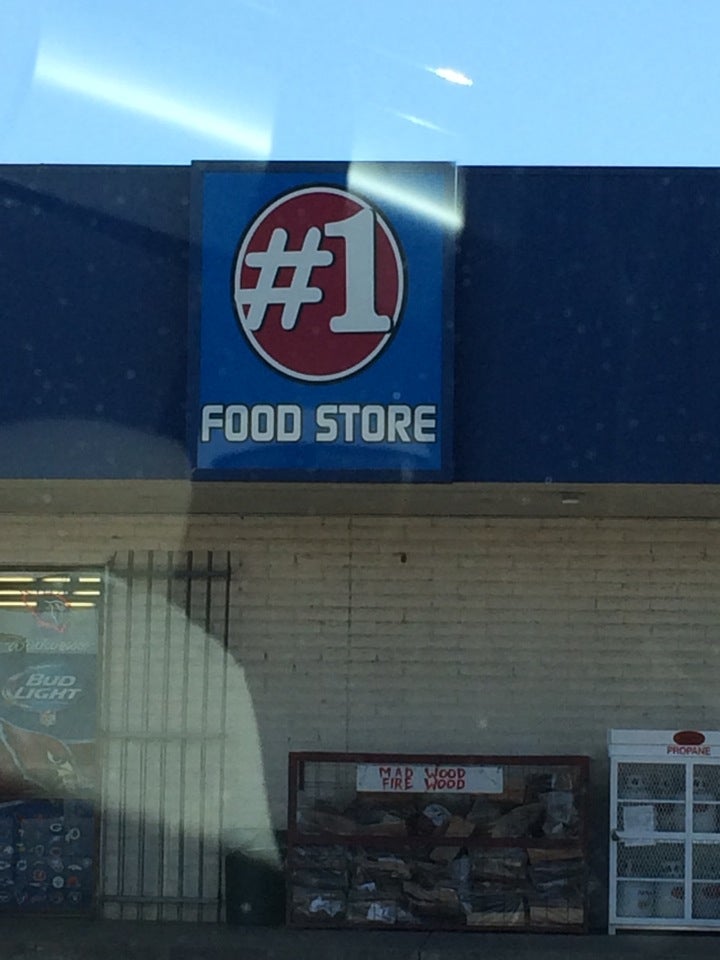 #1
FOOD STORE
BUD
LIGHT
MAD WOOD
FIRE WOOD
PROPANE